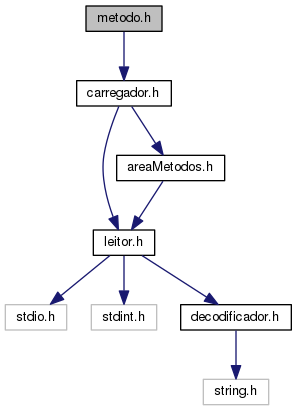 metodo.h
carregador.h
areaMetodos.h
leitor.h
stdio.h
stdint.h
decodificador.h
string.h